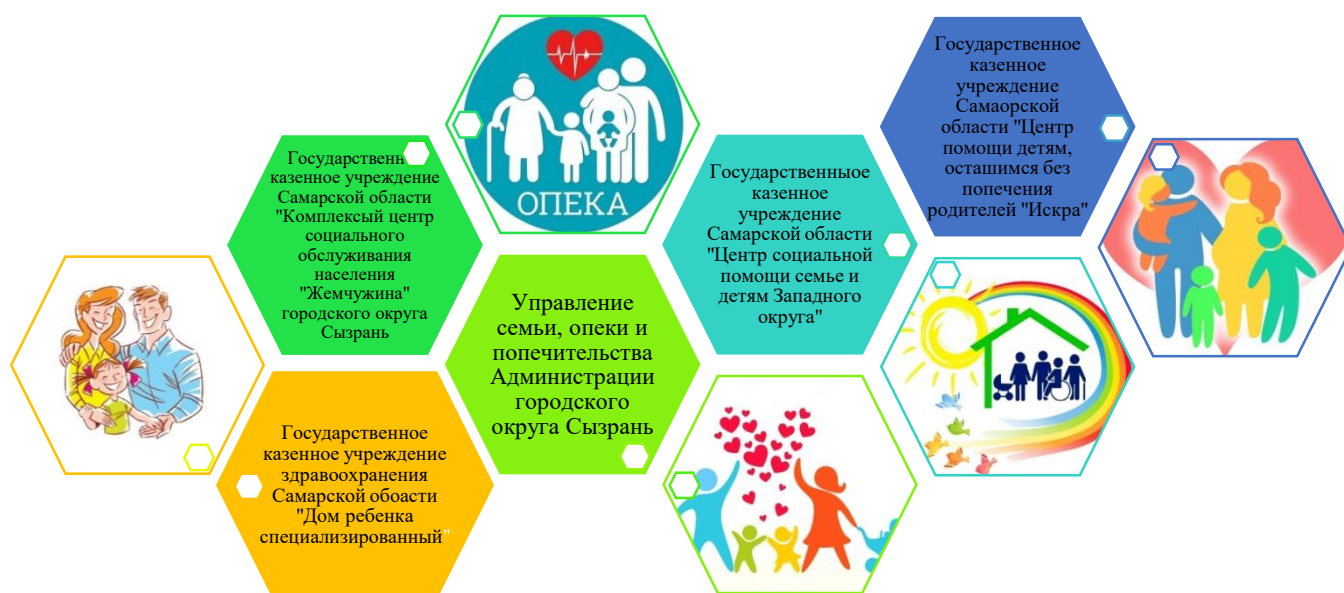 Государственное
казенное учреждение
Самарской области
"Комплексый центр
социального
обслуживания
населения
"Жемчужина"
городского округа
Сызрань
Государственное
казенное учреждение
здравоохранения
Самарской обоасти
"Дом ребенка
специализированный"
ОПЕКА
Управление
семьи, опеки и
попечительства
Администрации
городского
округа Сызрань
Государственныое
казенное
учреждение
Самарской области
"Центр социальной
помощи семье и
детям Западного
округа"
Государственное
казенное
учреждение
Самаорской
области "Центр
помощи детям,
осташимся без
попечения
родителей "Искра"